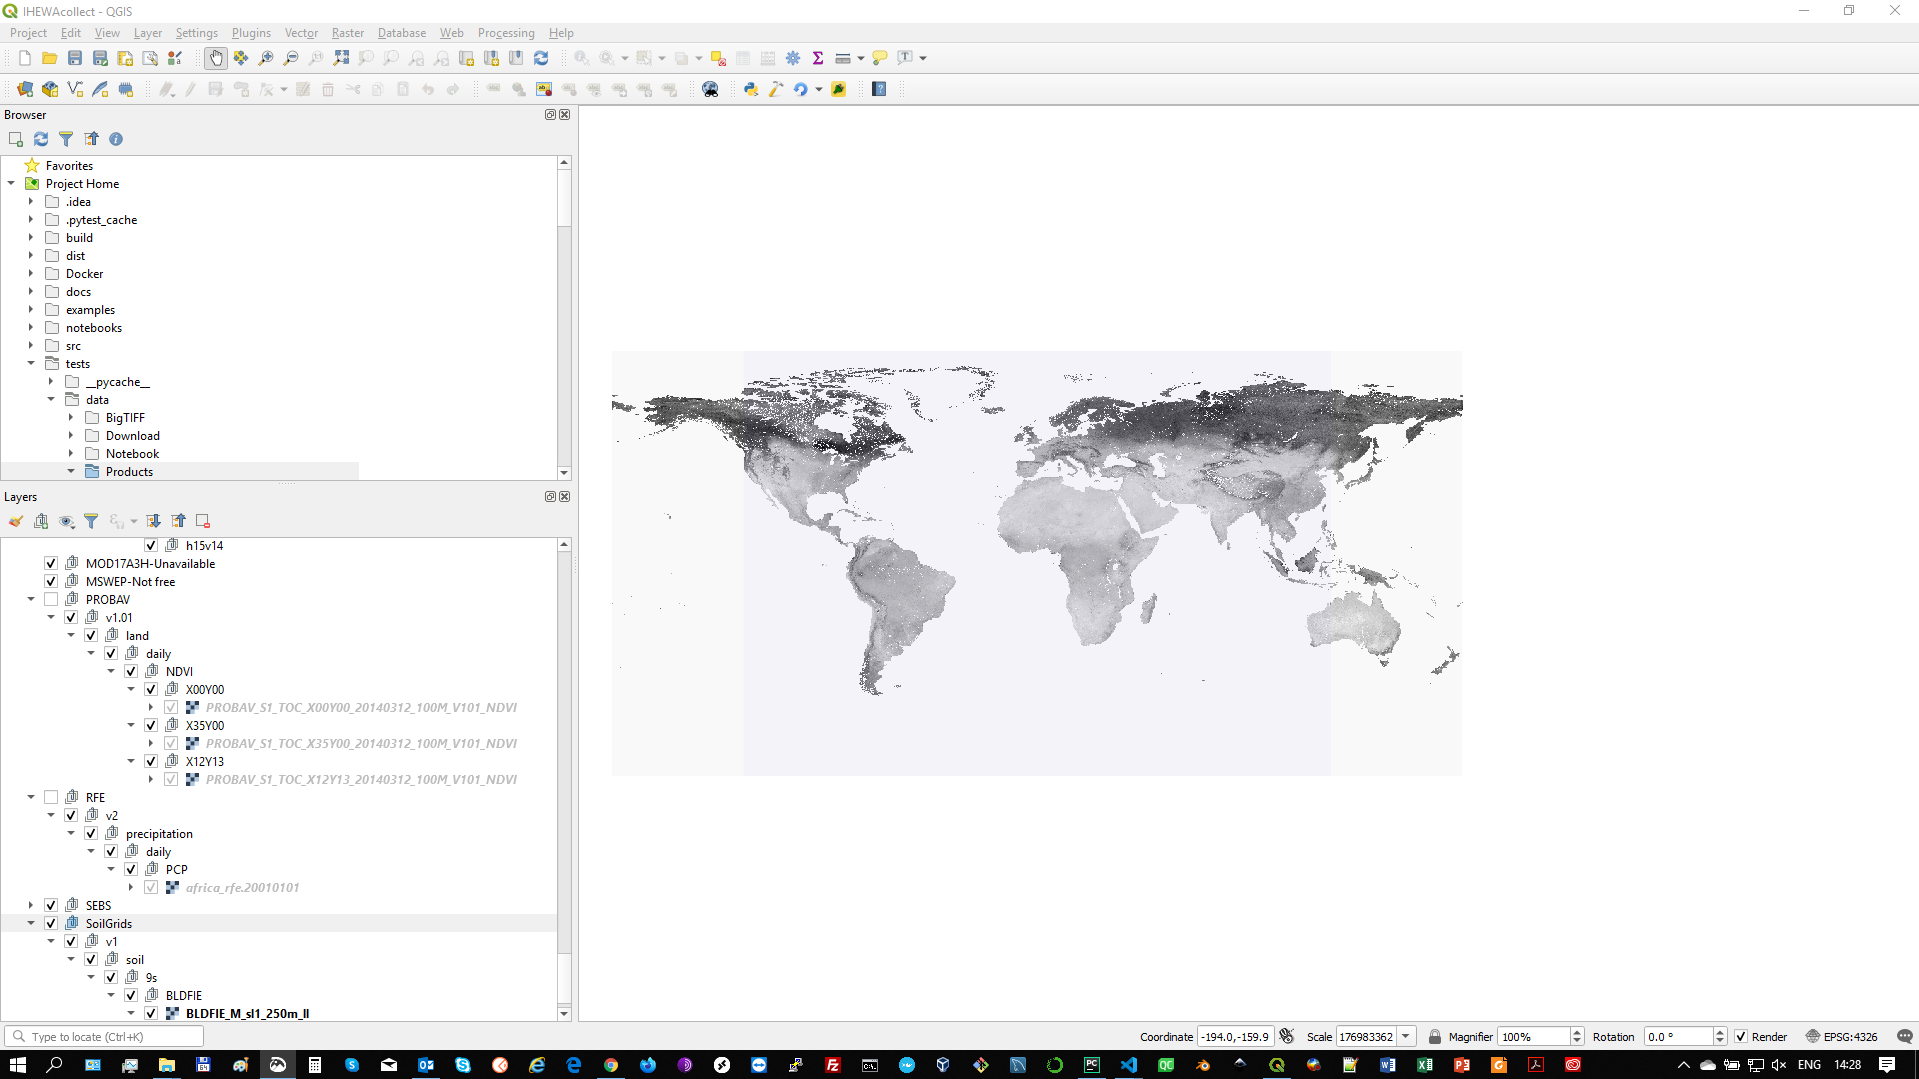 IHEWAcollect - QGIS
Project Edit View Layer Settings Plugins Vector Raster Database Web Processing Help
Browser
Favorites
Project Home
.idea
.pytest_cache
build
dist
Docker
docs
examples
notebooks
src
tests
__pycache__
data
BigTIFF
Download
Notebook
Products
Layers
h15v14
MOD17A3H-Unavailable
MSWEP-Not free
PROBAV
v1.01
land
daily
NDVI
X00Y00
PROBAV_S1_TOC_X00Y00_20140312_100M_V101_NDVI
X35Y00
PROBAV_S1_TOC_X35Y00_20140312_100M_V101_NDVI
X12Y13
PROBAV_S1_TOC_X12Y13_20140312_100M_V101_NDVI
RFE
v2
precipitation
daily
PCP
africa_rfe.20010101
SEBS
SoilGrids
v1
soil
9s
BLDFIE
BLDFIE_M_sl1_250m_ll
Type to locate (Ctrl+K) Coordinate -194.0,-159.9 Scale 176983362 Magnifier 100% Rotation 0.0 ° Render EPSG:4326
ENG 14:28